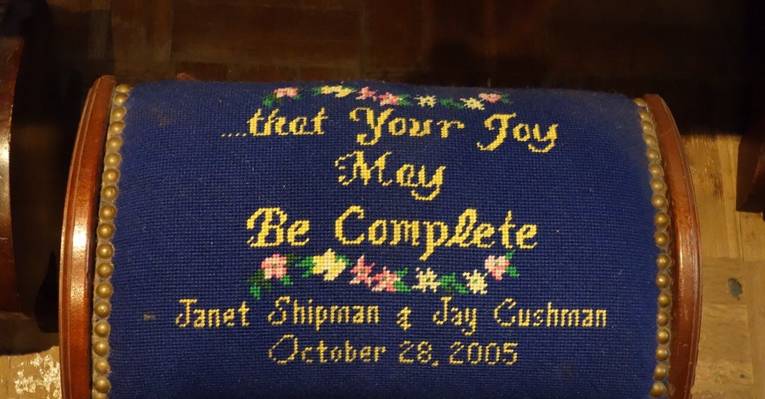 ...that Your Joy
May
Be Complete
Janet Shipman & Jay Cushman
October 28, 2005